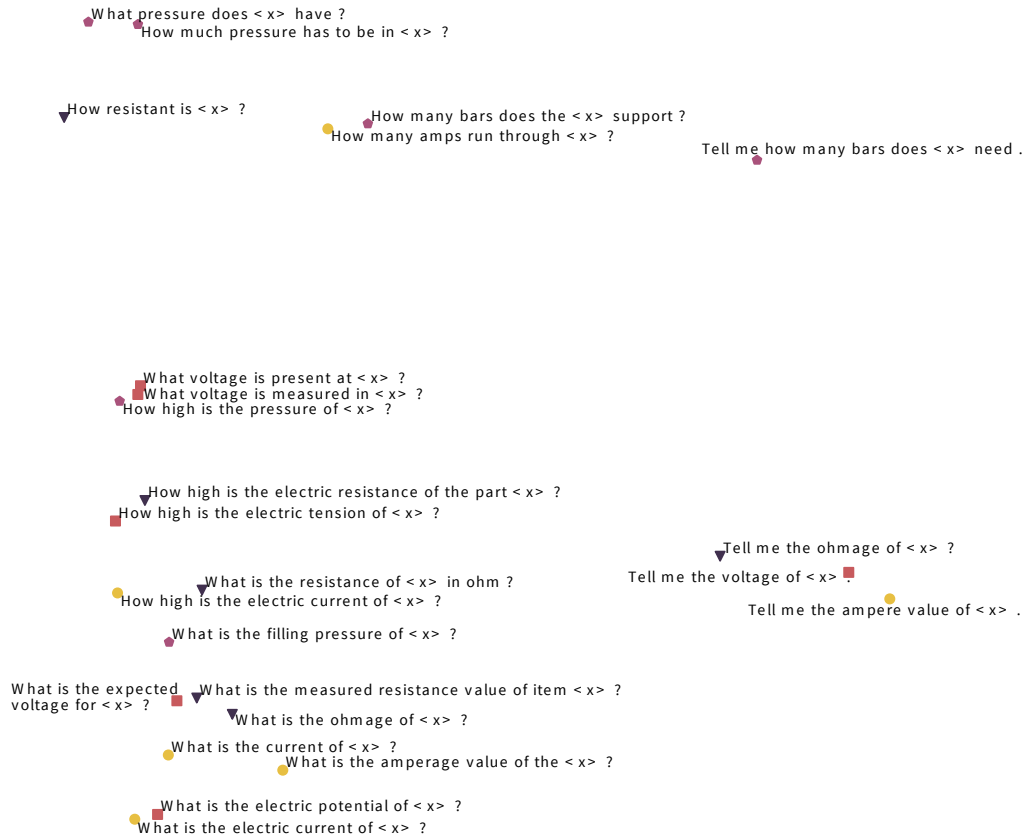 What pressure does <x> have ?
How much pressure has to be in <x> ?
How resistant is <x> ?
How many bars does the <x> support ?
How many amps run through <x> ?
Tell me how many bars does <x> need .
What voltage is present at <x> ?
What voltage is measured in <x> ?
How high is the pressure of <x> ?
How high is the electric resistance of the part <x> ?
How high is the electric tension of <x> ?
Tell me the ohmage of <x> ?
Tell me the voltage of <x> .
What is the resistance of <x> in ohm ?
How high is the electric current of <x> ?
Tell me the ampere value of <x> .
What is the filling pressure of <x> ?
What is the expected
voltage for <x> ?
What is the measured resistance value of item <x> ?
What is the ohmage of <x> ?
What is the current of <x> ?
What is the amperage value of the <x> ?
What is the electric potential of <x> ?
What is the electric current of <x> ?